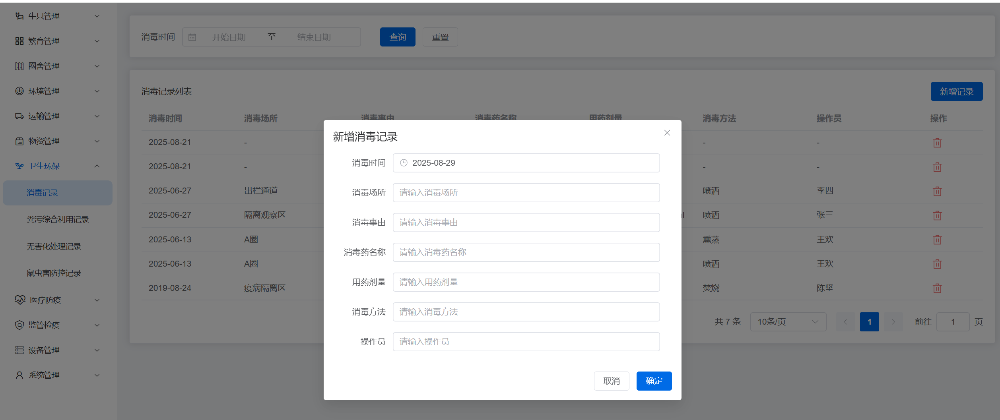 牛只管理
繁育管理
圈舍管理
环境管理
运输管理
物资管理
卫生环保
消毒记录
粪污综合利用记录
无害化处理记录
鼠虫害防控记录
医疗防疫
监管检疫
设备管理
系统管理
消毒时间 开始日期 至 结束日期 查询 重置
消毒记录列表 新增记录
消毒时间 消毒场所 消毒事由 消毒药名称 用药剂量 消毒方法 操作员 操作
2025-08-21 - - -
2025-08-21 - - -
2025-06-27 出栏通道 喷洒 李四
2025-06-27 隔离观察区 喷洒 张三
2025-06-13 A圈 熏蒸 王欢
2025-06-13 A圈 喷洒 王欢
2019-08-24 疫病隔离区 焚烧 陈坚
共 7 条 10条/页 1 前往 1 页
新增消毒记录
消毒时间 2025-08-29
消毒场所 请输入消毒场所
消毒事由 请输入消毒事由
消毒药名称 请输入消毒药名称
用药剂量 请输入用药剂量
消毒方法 请输入消毒方法
操作员 请输入操作员
取消 确定